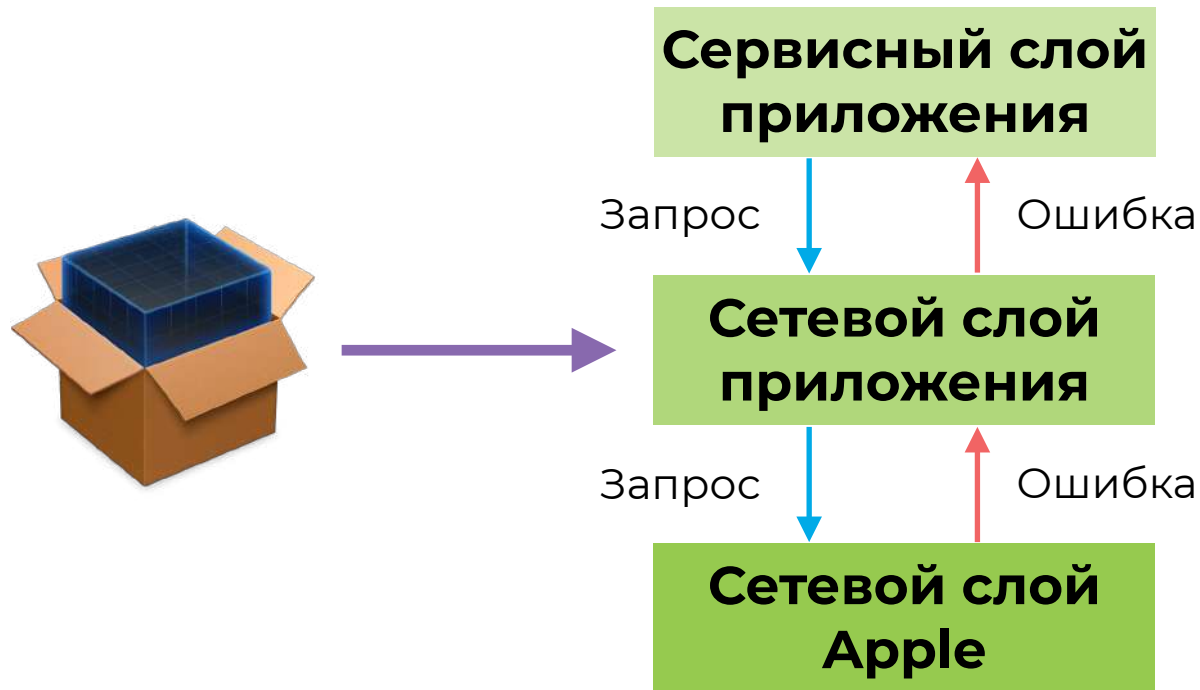 Сервисный слой
приложения
Запрос
Ошибка
Сетевой слой
приложения
Запрос
Ошибка
Сетевой слой
Apple